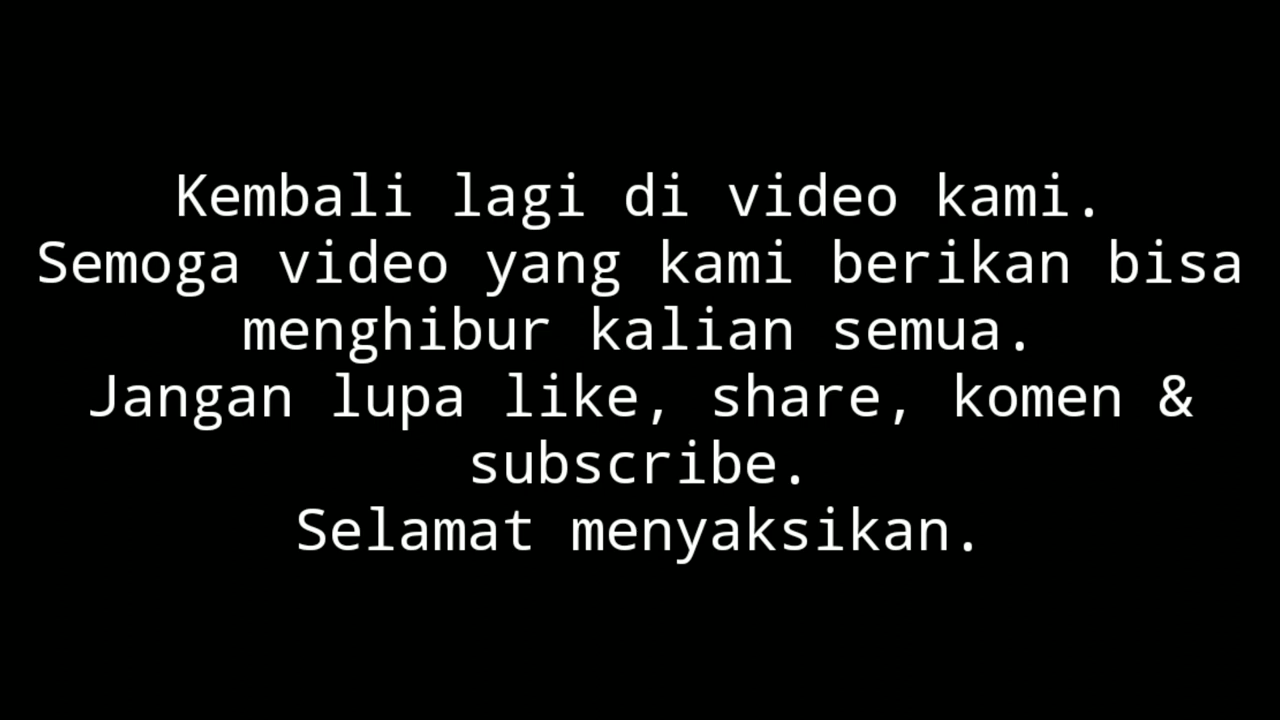 Kembali lagi di video kami.
Semoga video yang kami berikan bisa
menghibur kalian semua.
Jangan lupa like, share, komen &
subscribe.
Selamat menyaksikan.